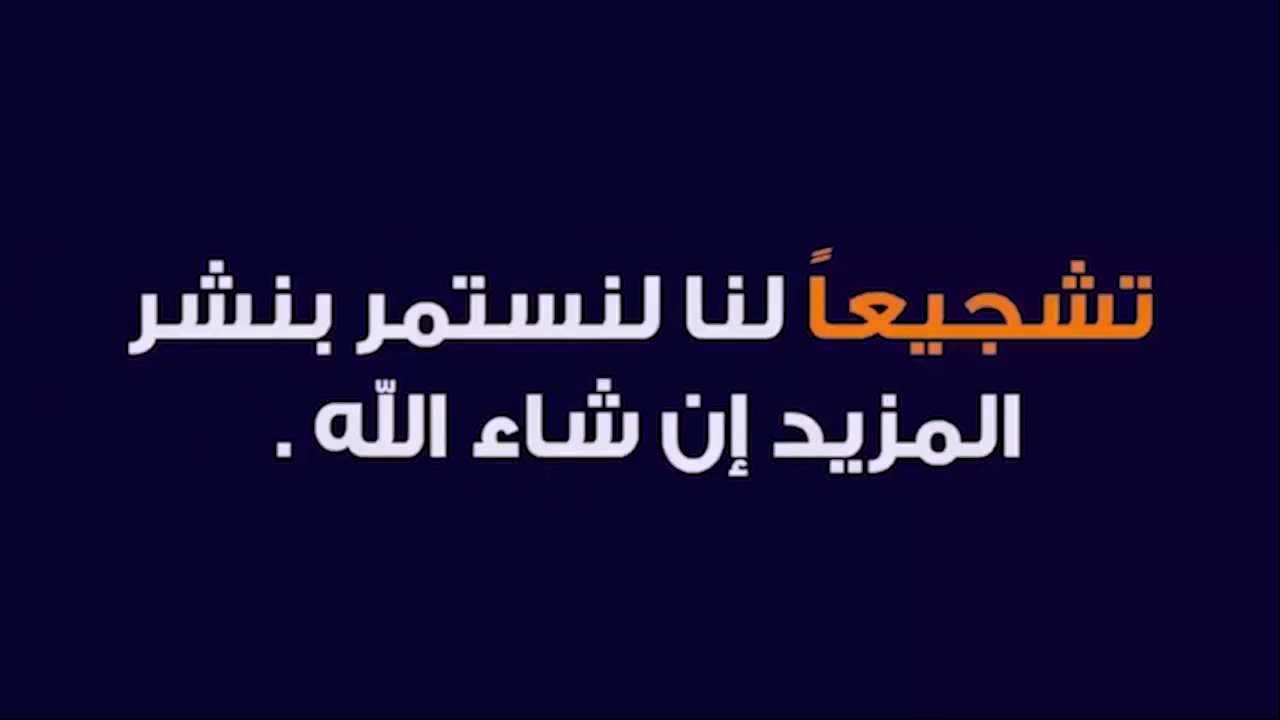 تشجيعاً لنا لنستمر بنشر
المزيد إن شاء اللّه .